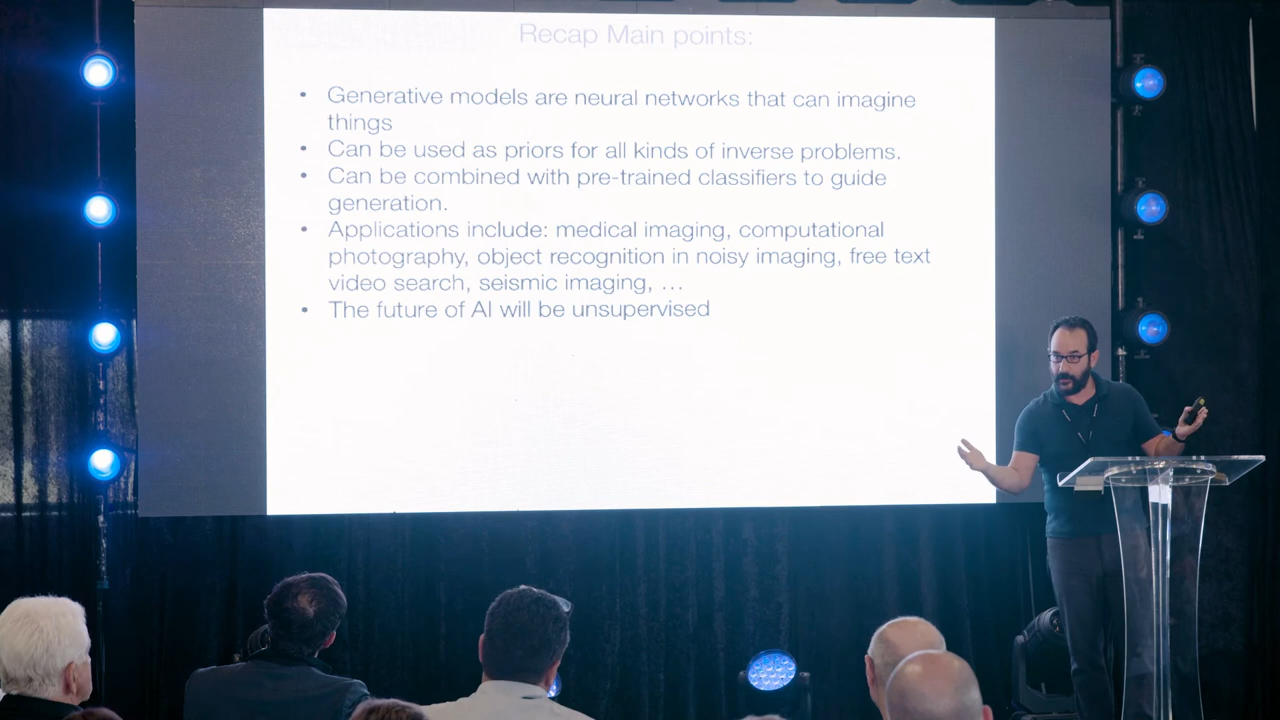 Recap Main points:
• Generative models are neural networks that can imagine
things
• Can be used as priors for all kinds of inverse problems.
• Can be combined with pre-trained classifiers to guide
generation.
• Applications include: medical imaging, computational
photography, object recognition in noisy imaging, free text
video search, seismic imaging, …
• The future of AI will be unsupervised